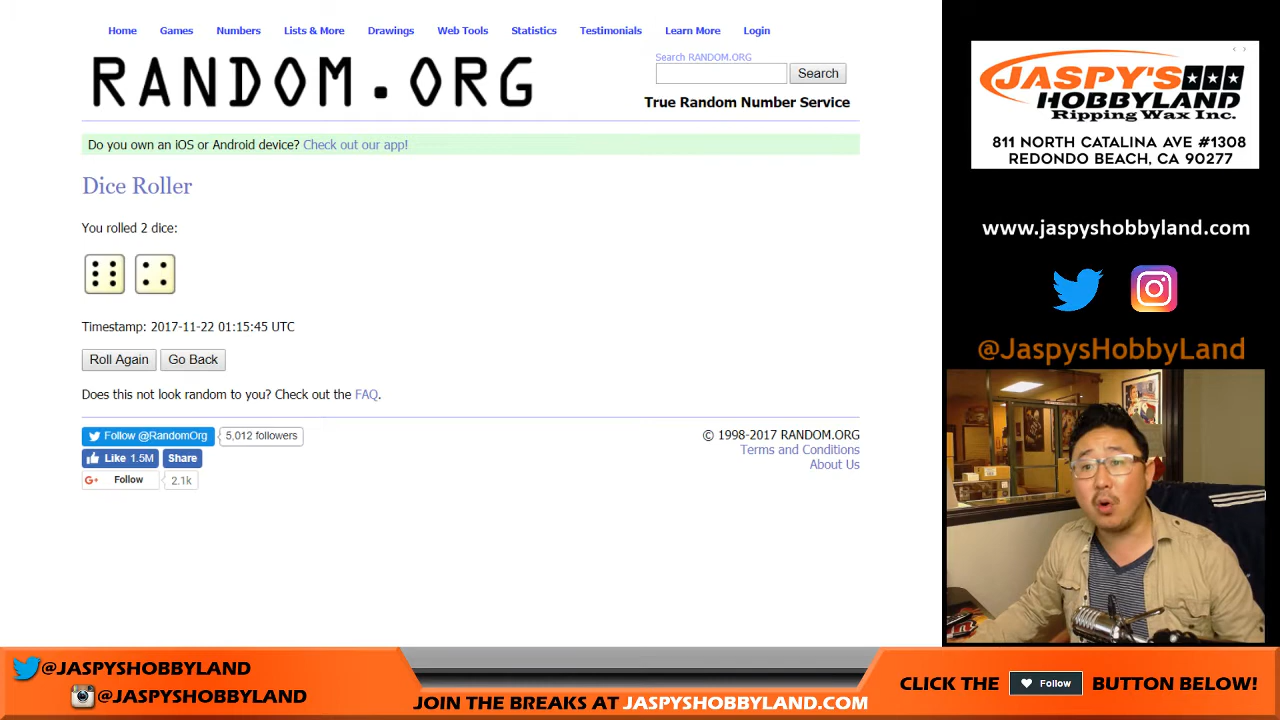 Home Games Numbers Lists & More Drawings Web Tools Statistics Testimonials Learn More Login
RANDOM.ORG
Search RANDOM.ORG
Search
True Random Number Service
Do you own an iOS or Android device? Check out our app!
Dice Roller
You rolled 2 dice:
Timestamp: 2017-11-22 01:15:45 UTC
Roll Again Go Back
Does this not look random to you? Check out the FAQ.
Follow @RandomOrg 5,012 followers
Like 1.5M Share
G+ Follow 2.1k
© 1998-2017 RANDOM.ORG
Terms and Conditions
About Us
JASPY'S
HOBBYLAND
Ripping Wax Inc.
811 NORTH CATALINA AVE #1308
REDONDO BEACH, CA 90277
www.jaspyshobbyland.com
@JaspysHobbyLand
@JASPYSHOBBYLAND
@JASPYSHOBBYLAND
JOIN THE BREAKS AT JASPYSHOBBYLAND.COM
CLICK THE Follow BUTTON BELOW!